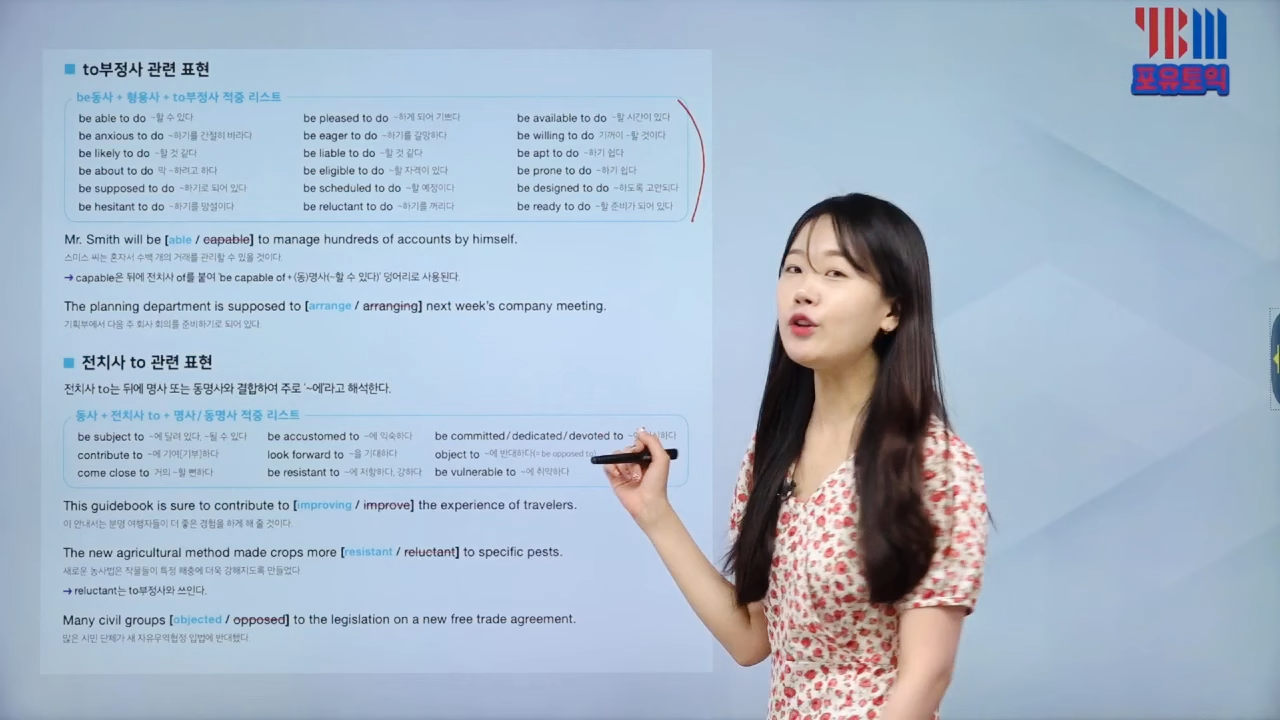 YBM
포유토익
to부정사 관련 표현
be동사 + 형용사 + to부정사 적중 리스트
be able to do ~할 수 있다 be pleased to do ~하게 되어 기쁘다 be available to do ~할 시간이 있다
be anxious to do ~하기를 간절히 바라다 be eager to do ~하기를 갈망하다 be willing to do 기꺼이 ~할 것이다
be likely to do ~할 것 같다 be liable to do ~할 것 같다 be apt to do ~하기 쉽다
be about to do 막 ~하려고 하다 be eligible to do ~할 자격이 있다 be prone to do ~하기 쉽다
be supposed to do ~하기로 되어 있다 be scheduled to do ~할 예정이다 be designed to do ~하도록 고안되다
be hesitant to do ~하기를 망설이다 be reluctant to do ~하기를 꺼리다 be ready to do ~할 준비가 되어 있다
Mr. Smith will be [able / capable] to manage hundreds of accounts by himself.
스미스 씨는 혼자서 수백 개의 거래를 관리할 수 있을 것이다.
→ capable은 뒤에 전치사 of를 붙여 'be capable of + (동)명사(~할 수 있다)' 덩어리로 사용된다.
The planning department is supposed to [arrange / arranging] next week's company meeting.
기획부에서 다음 주 회사 회의를 준비하기로 되어 있다.
전치사 to 관련 표현
전치사 to는 뒤에 명사 또는 동명사와 결합하여 주로 '~에'라고 해석한다.
동사 + 전치사 to + 명사/동명사 적중 리스트
be subject to ~에 달려 있다, ~될 수 있다 be accustomed to ~에 익숙하다 be committed/dedicated/devoted to
contribute to ~에 기여[기부]하다 look forward to ~을 기대하다 object to ~에 반대하다(= be opposed to)
come close to 거의 ~할 뻔하다 be resistant to ~에 저항하다, 강하다 be vulnerable to ~에 취약하다
This guidebook is sure to contribute to [improving / improve] the experience of travelers.
이 안내서는 분명 여행자들이 더 좋은 경험을 하게 해 줄 것이다.
The new agricultural method made crops more [resistant / reluctant] to specific pests.
새로운 농사법은 작물들이 특정 해충에 더욱 강해지도록 만들었다.
→ reluctant는 to부정사와 쓰인다.
Many civil groups [objected / opposed] to the legislation on a new free trade agreement.
많은 시민 단체가 새 자유무역협정 입법에 반대했다.